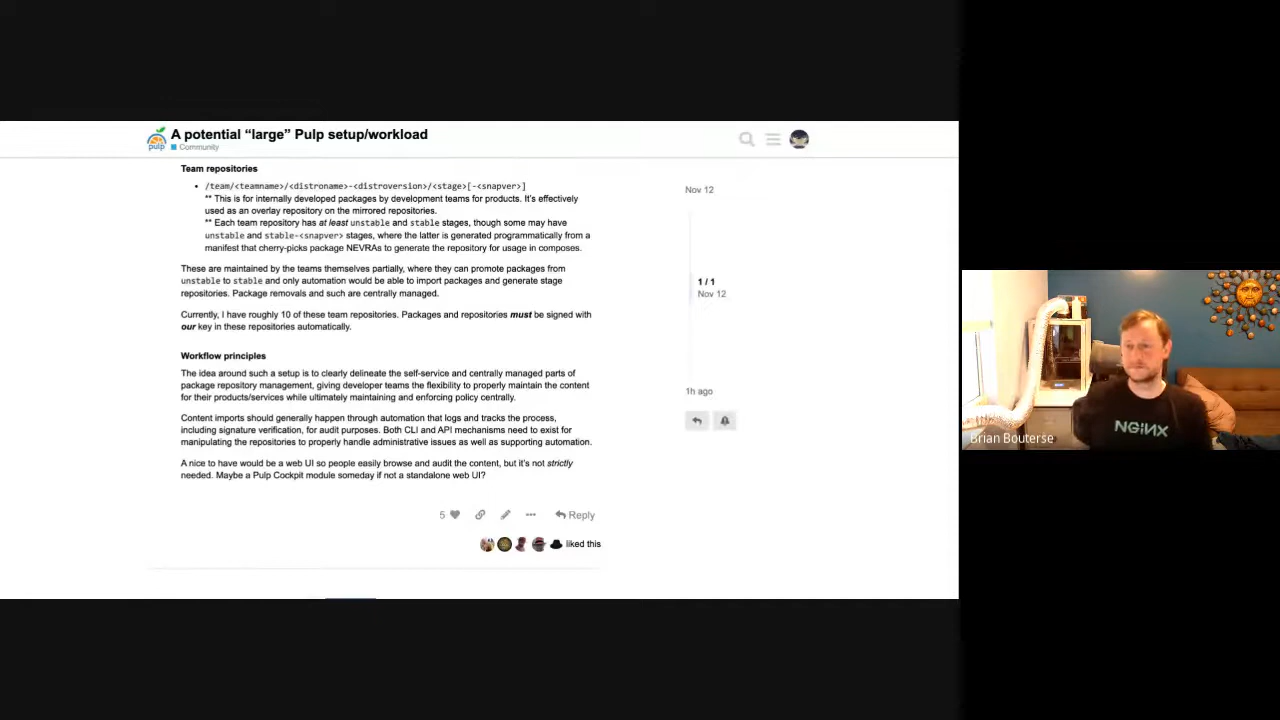 A potential “large” Pulp setup/workload
pulp
Community
Team repositories
• /team/<teamname>/<distroname>-<distroversion>/<stage>[-<snapver>]
** This is for internally developed packages by development teams for products. It's effectively
used as an overlay repository on the mirrored repositories.
** Each team repository has at least unstable and stable stages, though some may have
unstable and stable-<snapver> stages, where the latter is generated programmatically from a
manifest that cherry-picks package NEVRAs to generate the repository for usage in composes.
These are maintained by the teams themselves partially, where they can promote packages from
unstable to stable and only automation would be able to import packages and generate stage
repositories. Package removals and such are centrally managed.
Currently, I have roughly 10 of these team repositories. Packages and repositories must be signed with
our key in these repositories automatically.
Workflow principles
The idea around such a setup is to clearly delineate the self-service and centrally managed parts of
package repository management, giving developer teams the flexibility to properly maintain the content
for their products/services while ultimately maintaining and enforcing policy centrally.
Content imports should generally happen through automation that logs and tracks the process,
including signature verification, for audit purposes. Both CLI and API mechanisms need to exist for
manipulating the repositories to properly handle administrative issues as well as supporting automation.
A nice to have would be a web UI so people easily browse and audit the content, but it's not strictly
needed. Maybe a Pulp Cockpit module someday if not a standalone web UI?
5
Reply
liked this
Nov 12
1 / 1
Nov 12
1h ago
NGiNX
Brian Bouterse